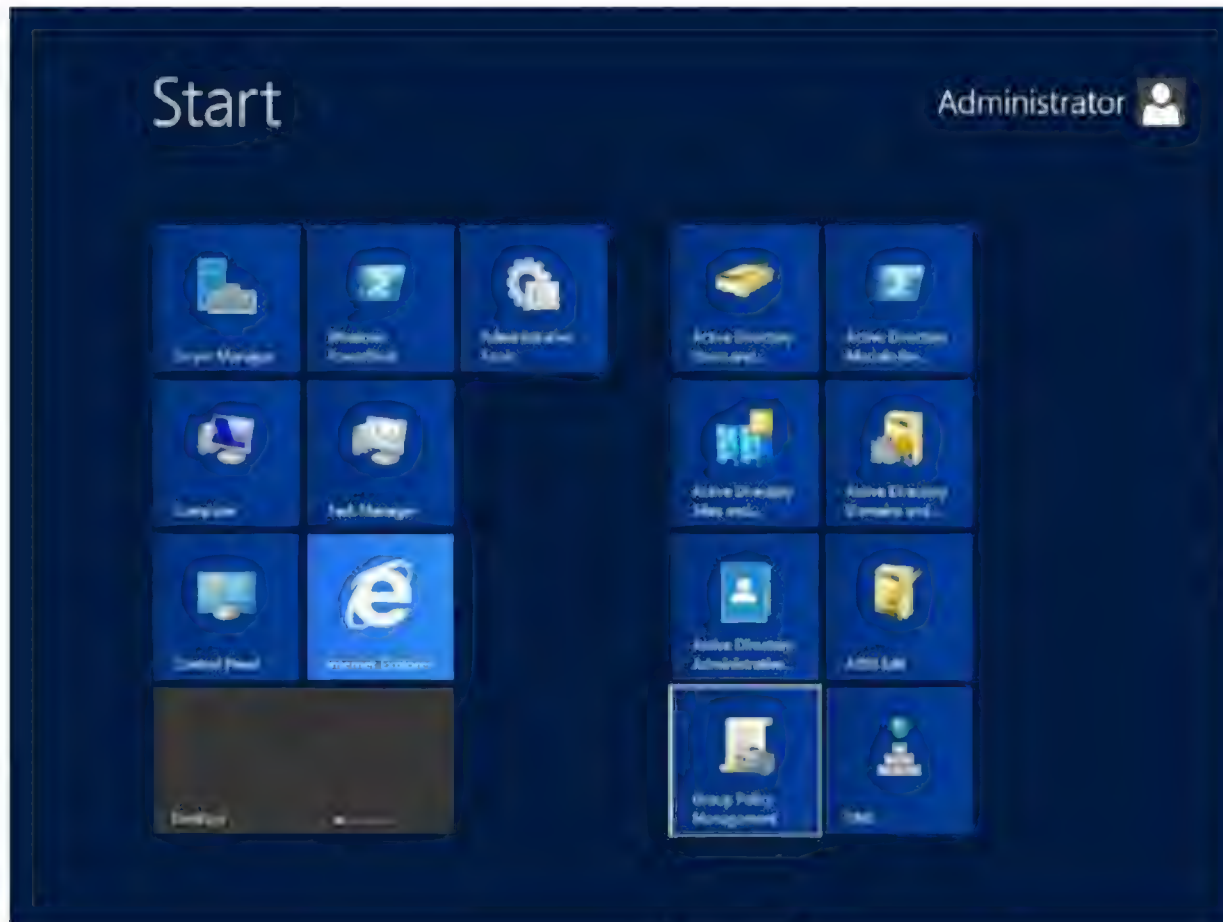 Start
Administrator
Server Manager
Windows
PowerShell
Administrative
Tools
Computer
Task Manager
Control Panel
Internet Explorer
Desktop
Active Directory
Users and...
Active Directory
Module for...
Active Directory
Sites and...
Active Directory
Domains and...
Active Directory
Administrative...
ADSI Edit
Group Policy
Management
DNS